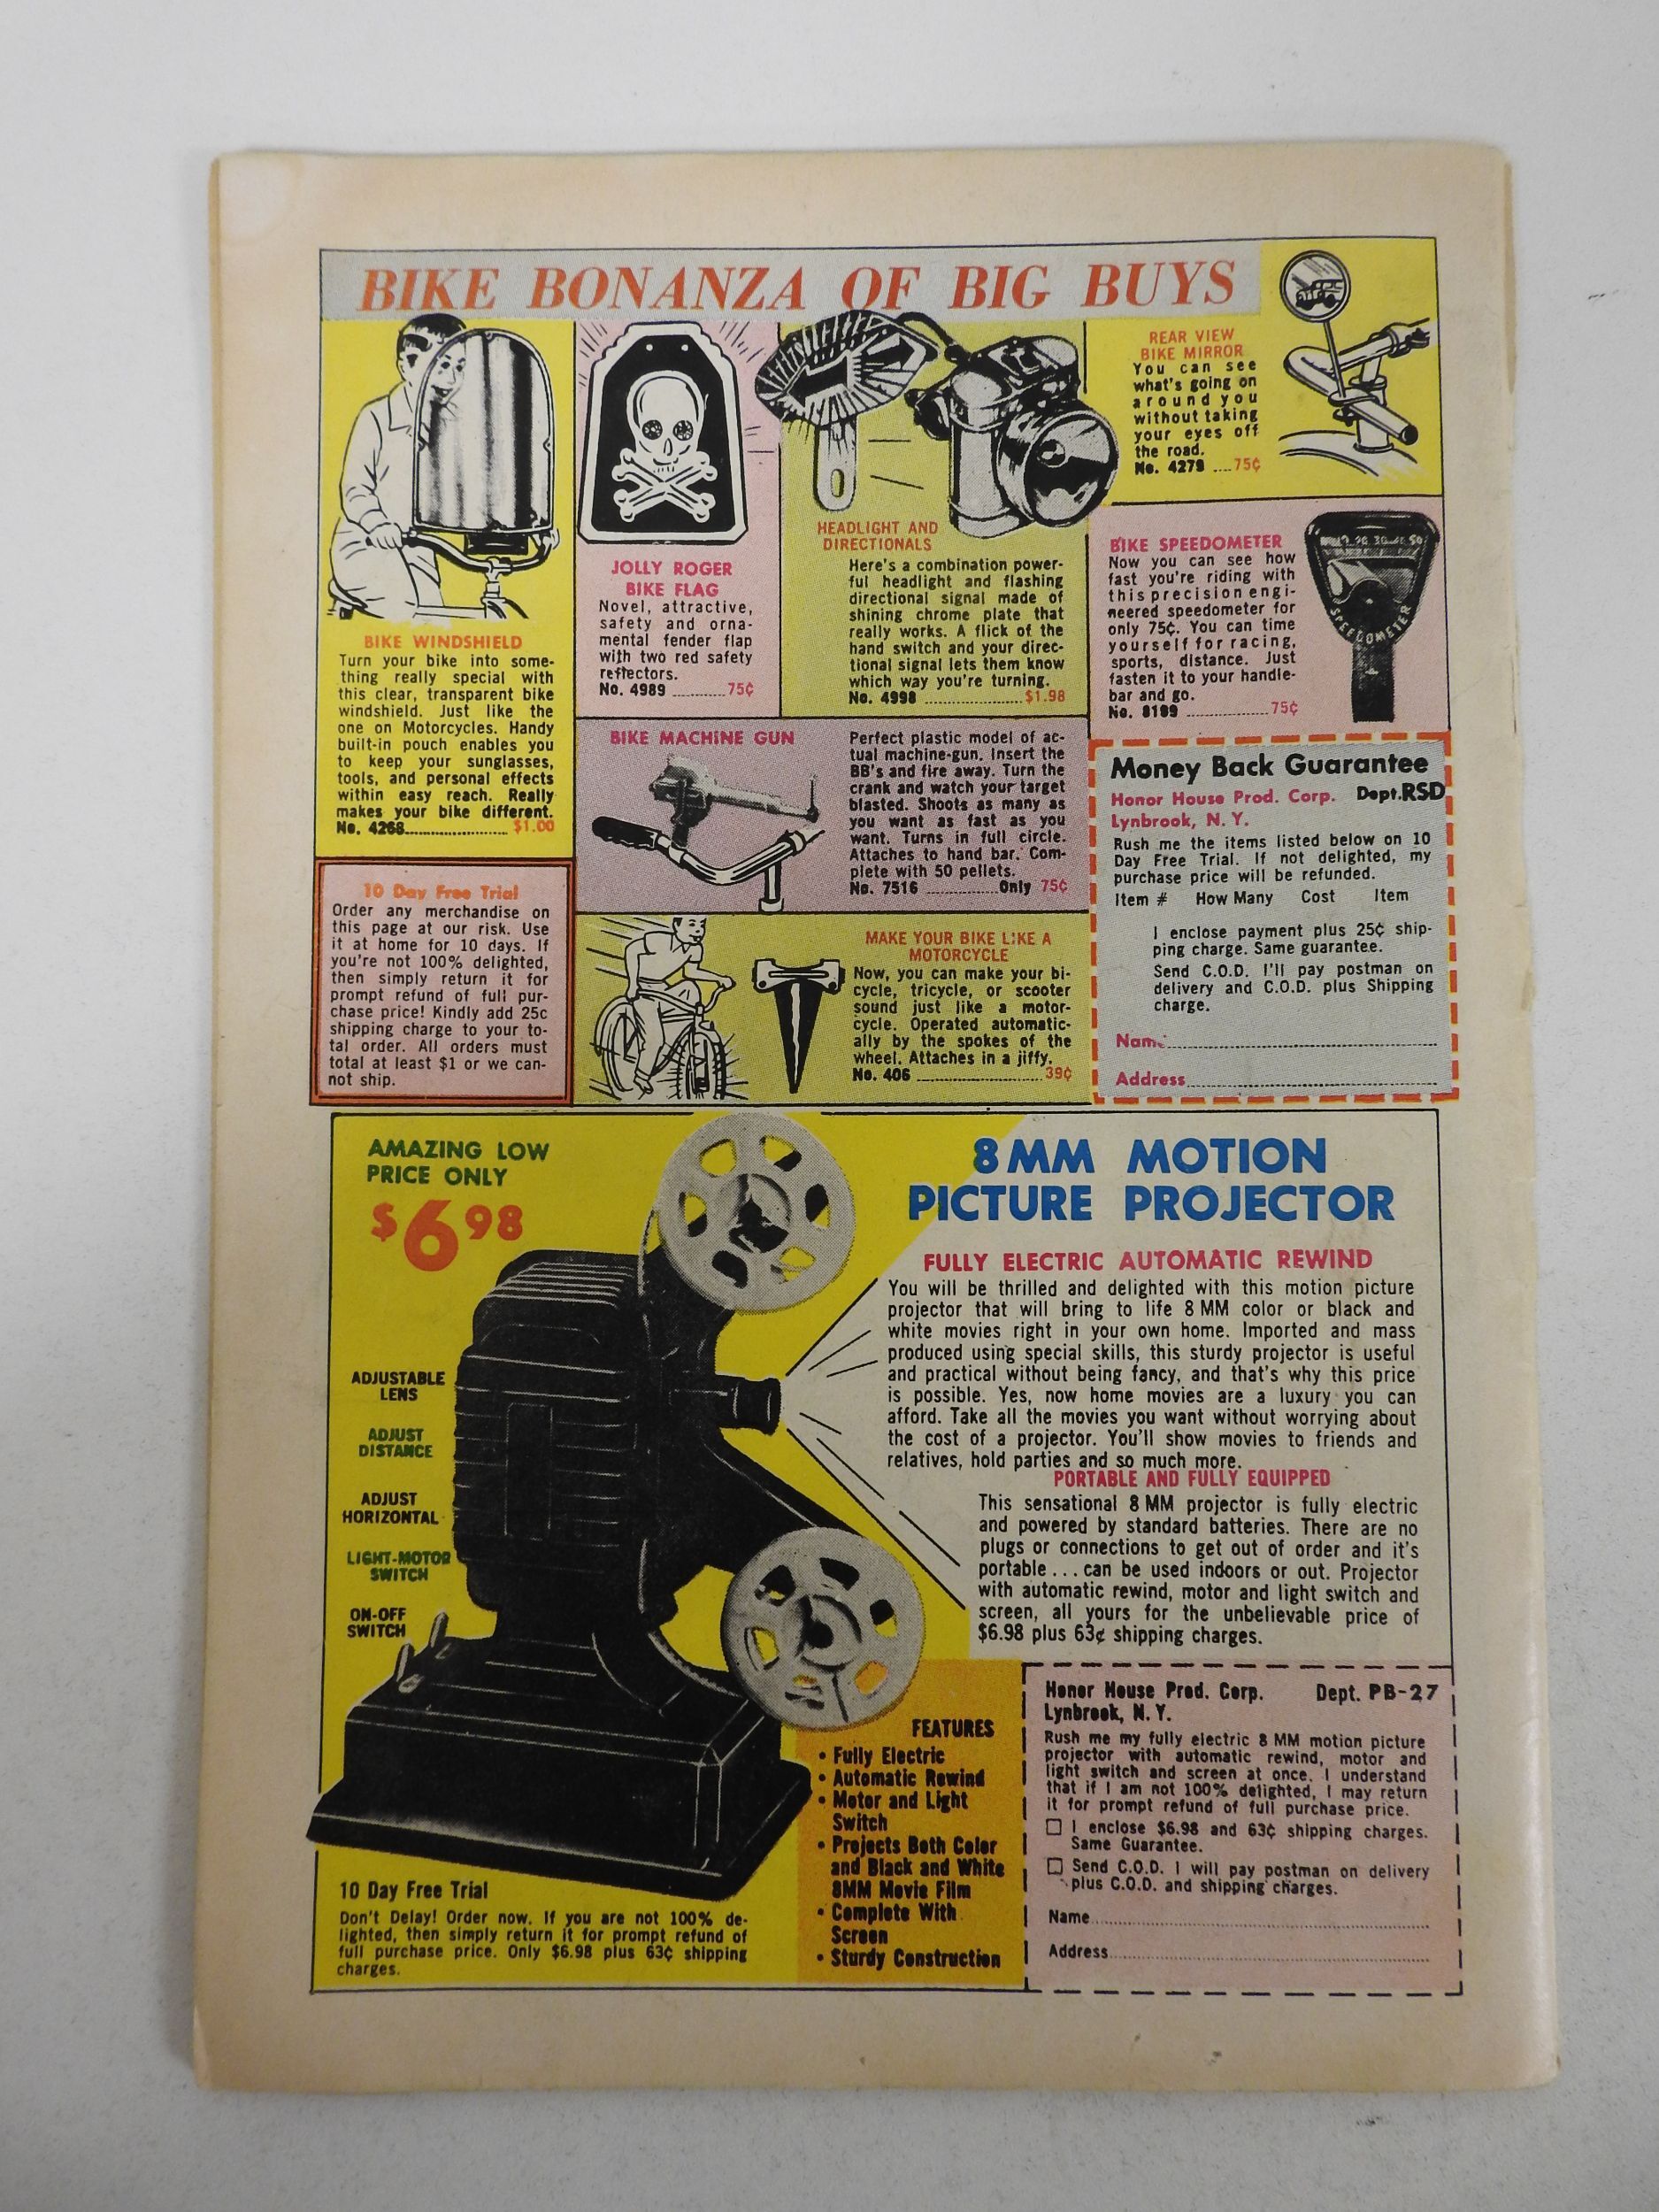 BIKE BONANZA OF BIG BUYS
BIKE WINDSHIELD
Turn your bike into some-
thing really special with
this clear, transparent bike
windshield. Just like the
one on Motorcycles. Handy
built-in pouch enables you
to keep your sunglasses,
tools, and personal effects
within easy reach. Really
makes your bike different.
No. 4268........................ $1.00
10 Day Free Trial
Order any merchandise on
this page at our risk. Use
it at home for 10 days. If
you're not 100% delighted,
then simply return it for
prompt refund of full pur-
chase price! Kindly add 25c
shipping charge to your to-
tal order. All orders must
total at least $1 or we can-
not ship.
JOLLY ROGER
BIKE FLAG
Novel, attractive,
safety and orna-
mental fender flap
with two red safety
reflectors.
No. 4989 ............75¢
HEADLIGHT AND
DIRECTIONALS
Here's a combination power-
ful headlight and flashing
directional signal made of
shining chrome plate that
really works. A flick of the
hand switch and your direc-
tional signal lets them know
which way you're turning.
No. 4998 ......................$1.98
REAR VIEW
BIKE MIRROR
You can see
what's going on
around you
without taking
your eyes off
the road.
No. 4279 ....75¢
BIKE SPEEDOMETER
Now you can see how
fast you're riding with
this precision engi-
neered speedometer for
only 75¢. You can time
yourself for racing,
sports, distance. Just
fasten it to your handle-
bar and go.
No. 8199 ..................75¢
SPEEDOMETER
BIKE MACHINE GUN
Perfect plastic model of ac-
tual machine-gun. Insert the
BB's and fire away. Turn the
crank and watch your target
blasted. Shoots as many as
you want as fast as you
want. Turns in full circle.
Attaches to hand bar. Com-
plete with 50 pellets.
No. 7516 ................Only 75¢
MAKE YOUR BIKE LIKE A
MOTORCYCLE
Now, you can make your bi-
cycle, tricycle, or scooter
sound just like a motor-
cycle. Operated automatic-
ally by the spokes of the
wheel. Attaches in a jiffy.
No. 406 ............................39¢
Money Back Guarantee
Honor House Prod. Corp. Dept.RSD
Lynbrook, N. Y.
Rush me the items listed below on 10
Day Free Trial. If not delighted, my
purchase price will be refunded.
Item # How Many Cost Item
I enclose payment plus 25¢ ship-
ping charge. Same guarantee.
Send C.O.D. I'll pay postman on
delivery and C.O.D. plus Shipping
charge.
Name
Address
AMAZING LOW
PRICE ONLY
$6.98
ADJUSTABLE
LENS
ADJUST
DISTANCE
ADJUST
HORIZONTAL
LIGHT-MOTOR
SWITCH
ON-OFF
SWITCH
8 MM MOTION
PICTURE PROJECTOR
FULLY ELECTRIC AUTOMATIC REWIND
You will be thrilled and delighted with this motion picture
projector that will bring to life 8 MM color or black and
white movies right in your own home. Imported and mass
produced using special skills, this sturdy projector is useful
and practical without being fancy, and that's why this price
is possible. Yes, now home movies are a luxury you can
afford. Take all the movies you want without worrying about
the cost of a projector. You'll show movies to friends and
relatives, hold parties and so much more.
PORTABLE AND FULLY EQUIPPED
This sensational 8 MM projector is fully electric
and powered by standard batteries. There are no
plugs or connections to get out of order and it's
portable . . . can be used indoors or out. Projector
with automatic rewind, motor and light switch and
screen, all yours for the unbelievable price of
$6.98 plus 63¢ shipping charges.
10 Day Free Trial
Don't Delay! Order now. If you are not 100% de-
lighted, then simply return it for prompt refund of
full purchase price. Only $6.98 plus 63¢ shipping
charges.
FEATURES
• Fully Electric
• Automatic Rewind
• Motor and Light
Switch
• Projects Both Color
and Black and White
8MM Movie Film
• Complete With
Screen
• Sturdy Construction
Honor House Prod. Corp. Dept. PB-27
Lynbrook, N. Y.
Rush me my fully electric 8 MM motion picture
projector with automatic rewind, motor and
light switch and screen at once. I understand
that if I am not 100% delighted, I may return
it for prompt refund of full purchase price.
☐ I enclose $6.98 and 63¢ shipping charges.
Same Guarantee.
☐ Send C.O.D. I will pay postman on delivery
plus C.O.D. and shipping charges.
Name
Address